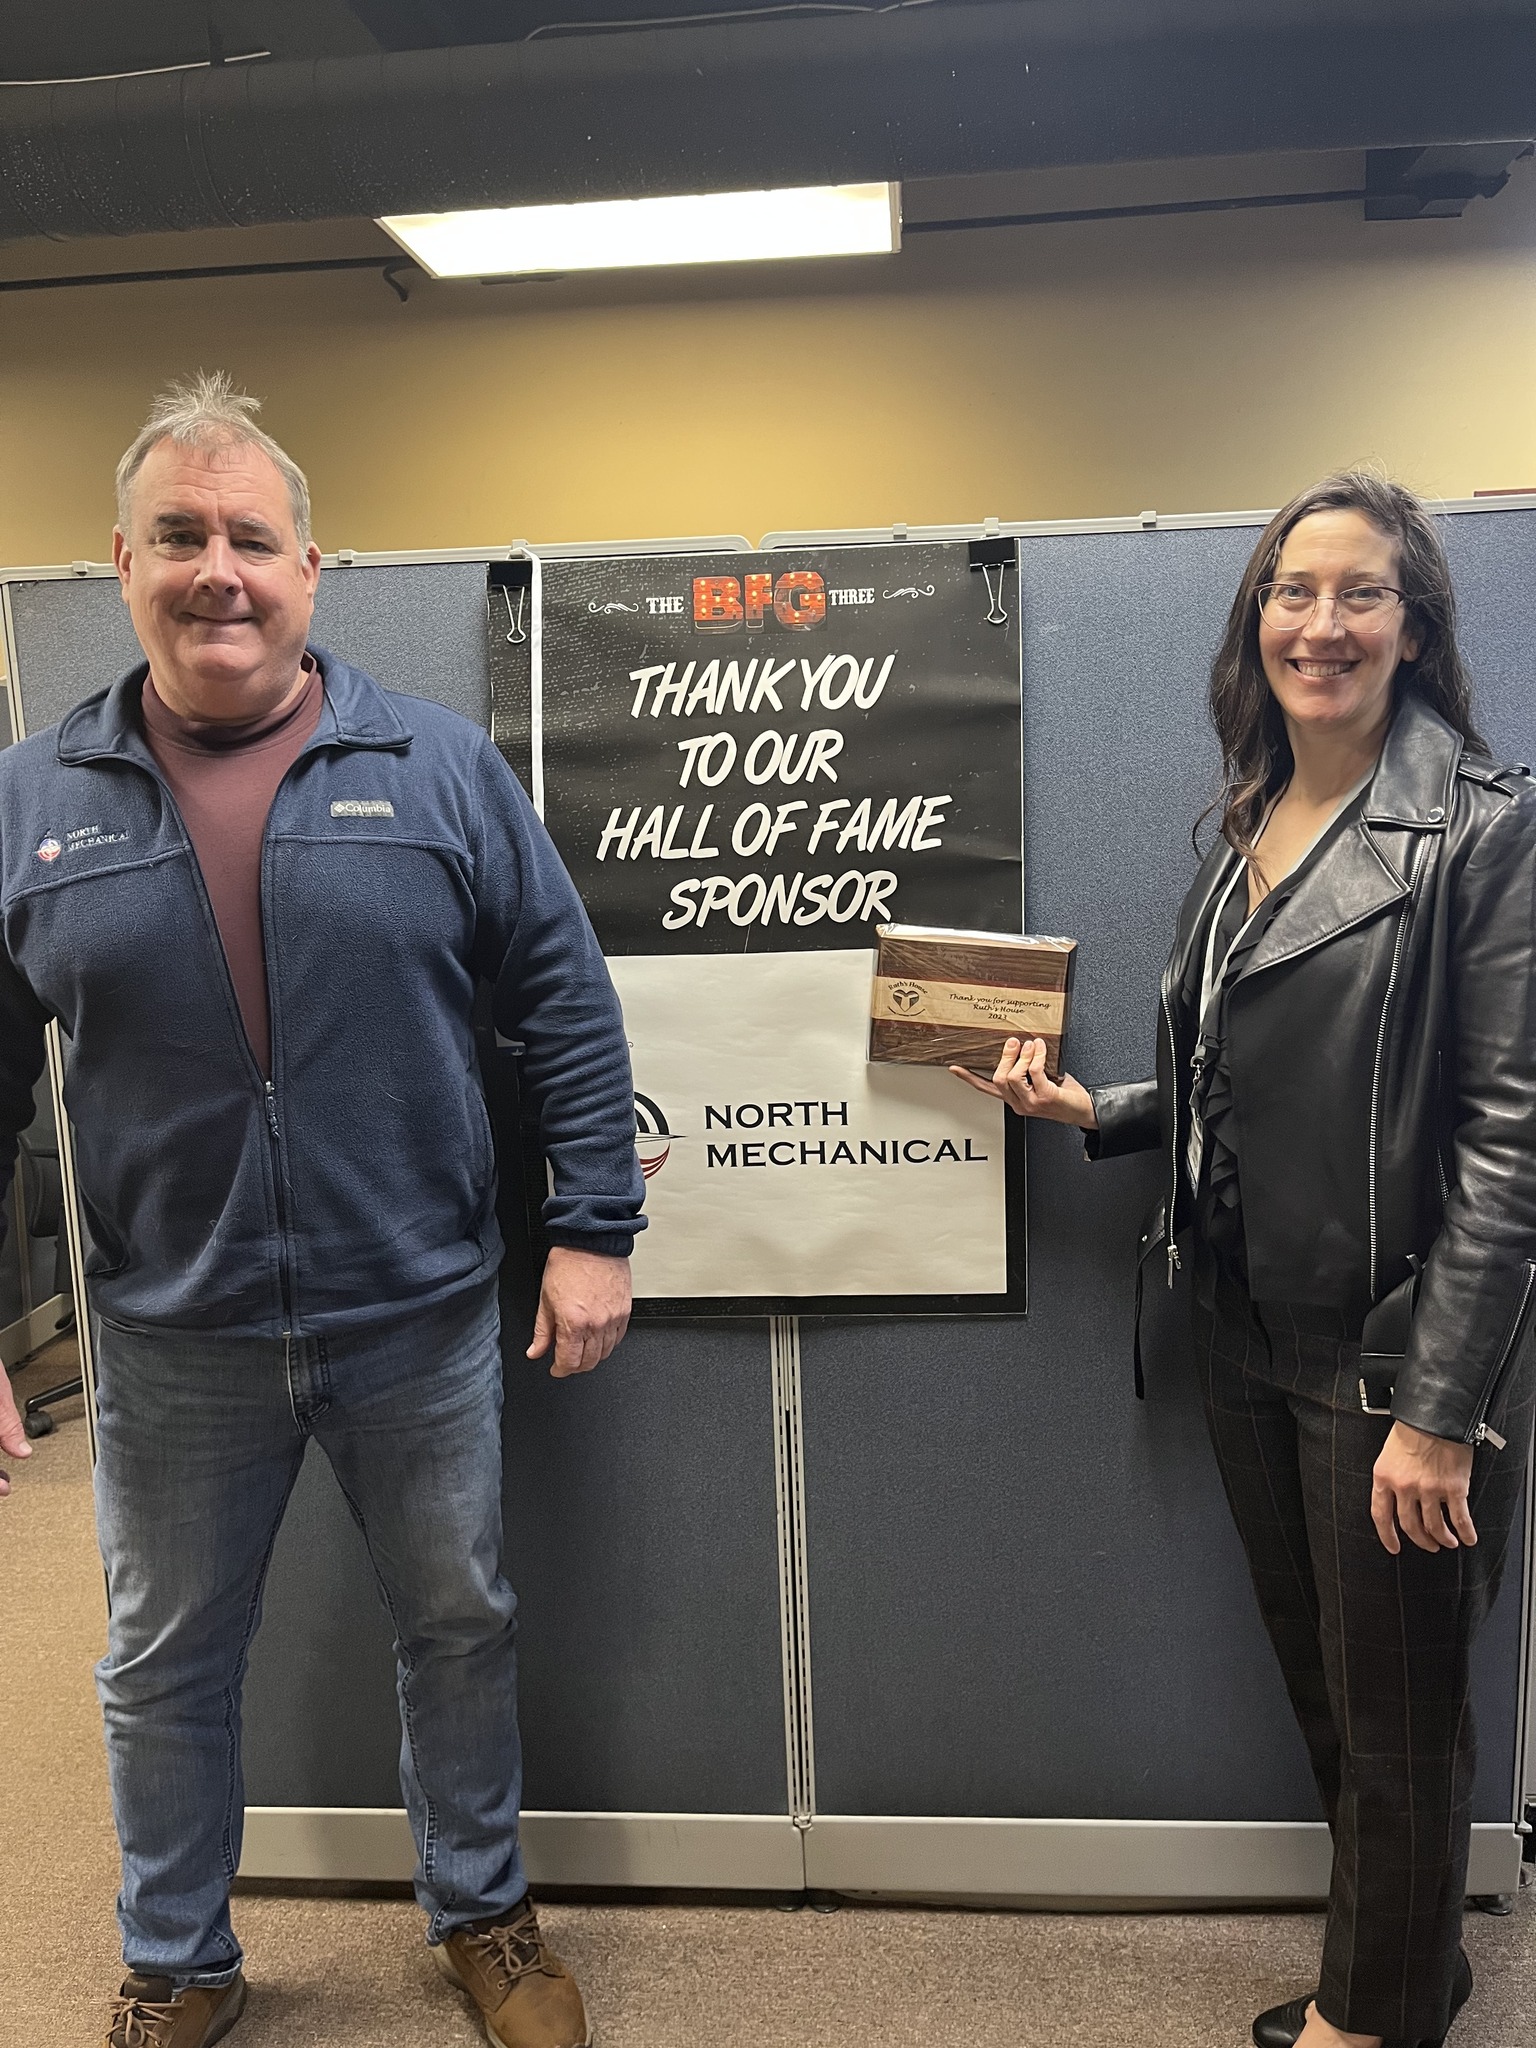 THE BFG THREE
THANK YOU
TO OUR
HALL OF FAME
SPONSOR
NORTH
MECHANICAL
Ruth's House
Thank you for supporting
Ruth's House
2023
NORTH
MECHANICAL
Columbia